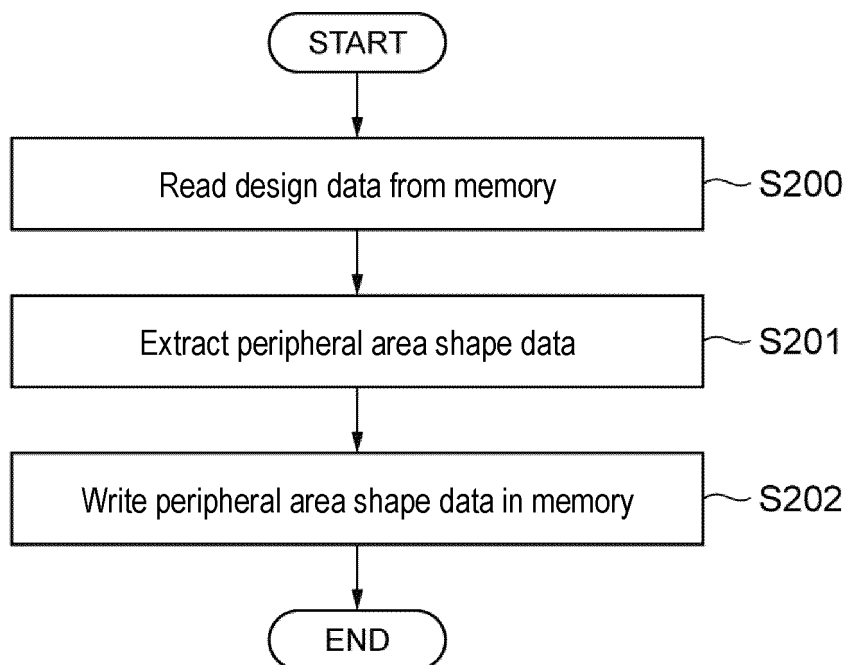 START
Read design data from memory
S200
Extract peripheral area shape data
S201
Write peripheral area shape data in memory
S202
END